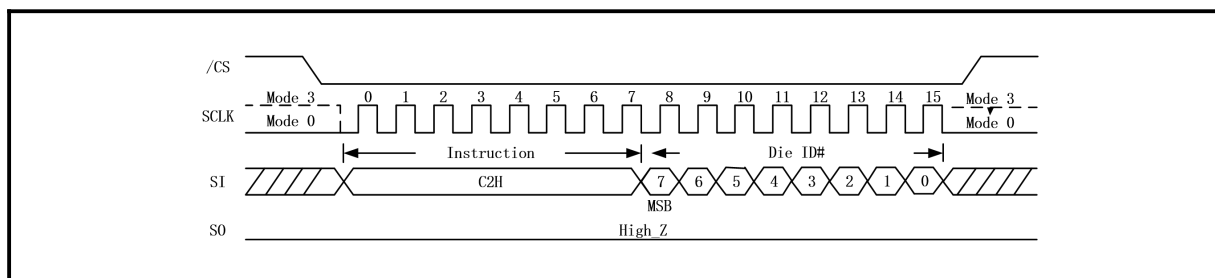 /CS
Mode 3 0 1 2 3 4 5 6 7 8 9 10 11 12 13 14 15 Mode 3
SCLK
Mode 0 Mode 0
Instruction Die ID#
SI C2H 7 6 5 4 3 2 1 0
MSB
SO High_Z